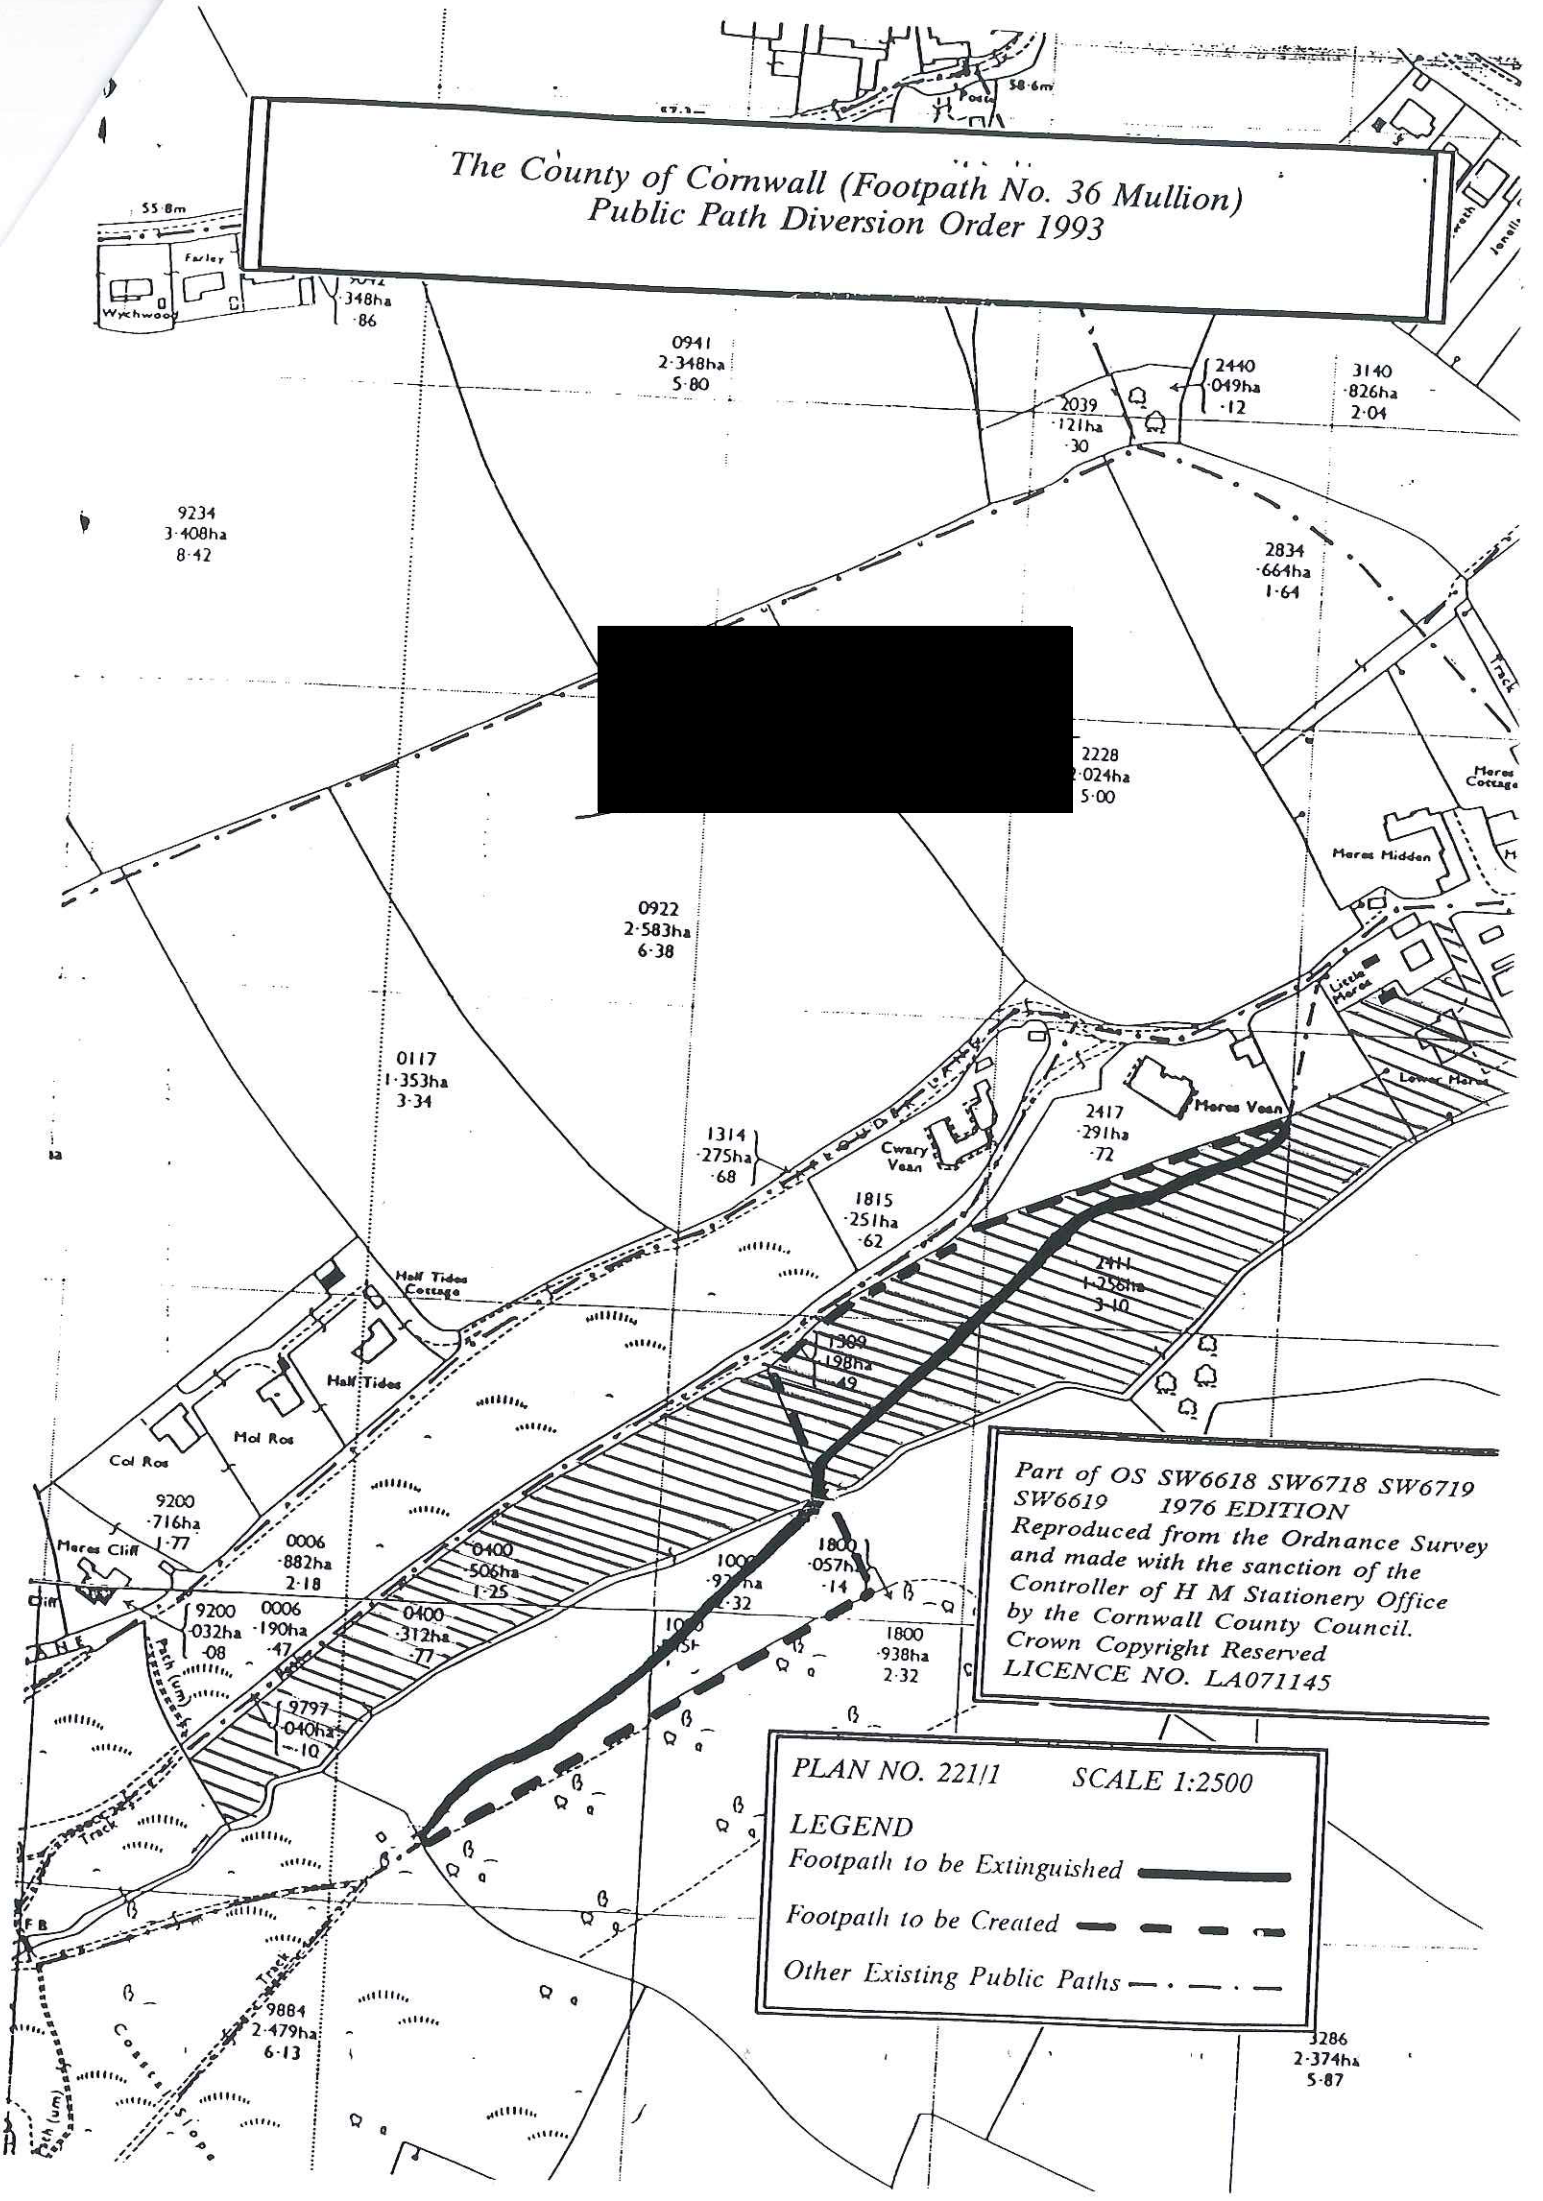 58·6m
Posts
The County of Cornwall (Footpath No. 36 Mullion)
Public Path Diversion Order 1993
55·8m
Farley
Wychwood
·348ha
·86
0941
2·348ha
5·80
2440
·049ha
·12
3140
·826ha
2·04
2039
·121ha
·30
9234
3·408ha
8·42
2834
·664ha
1·64
Track
2228
2·024ha
5·00
Meres
Cottage
Meres Midden
0922
2·583ha
6·38
Little
Meres
0117
1·353ha
3·34
Lower Meres
Meres Vean
2417
·291ha
·72
1314
·275ha
·68
LANE
Cwary
Vean
1815
·251ha
·62
2411
1·256ha
3·10
Half Tides
Cottage
1309
·198ha
·49
Half Tides
Mol Ros
Col Ros
9200
·716ha
1·77
Meres Cliff
Cliff
0006
·882ha
2·18
0400
·506ha
1·25
1800
·057ha
·14
9200
·032ha
·08
0006
·190ha
·47
0400
·312ha
·77
1800
·938ha
2·32
Path (um)
9797
·040ha
·10
Track
FB
Track
9884
2·479ha
6·13
Coastal Slope
Path (um)
Part of OS SW6618 SW6718 SW6719
SW6619 1976 EDITION
Reproduced from the Ordnance Survey
and made with the sanction of the
Controller of H M Stationery Office
by the Cornwall County Council.
Crown Copyright Reserved
LICENCE NO. LA071145
PLAN NO. 221/1 SCALE 1:2500
LEGEND
Footpath to be Extinguished
Footpath to be Created
Other Existing Public Paths
3286
2·374ha
5·87